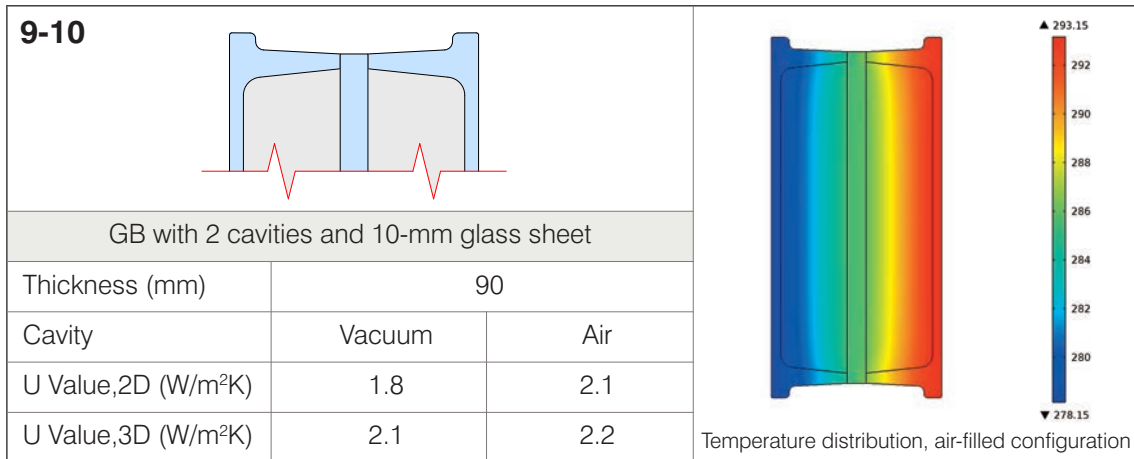 9-10
GB with 2 cavities and 10-mm glass sheet
Thickness (mm) 90
Cavity Vacuum Air
U Value,2D (W/m²K) 1.8 2.1
U Value,3D (W/m²K) 2.1 2.2
▲ 293.15
292
290
288
286
284
282
280
▼ 278.15
Temperature distribution, air-filled configuration